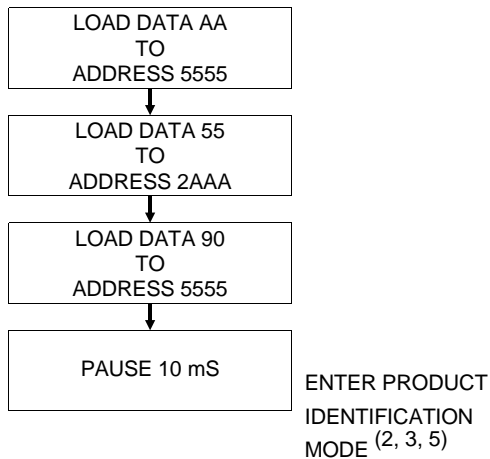 LOAD DATA AA
TO
ADDRESS 5555
LOAD DATA 55
TO
ADDRESS 2AAA
LOAD DATA 90
TO
ADDRESS 5555
PAUSE 10 mS
ENTER PRODUCT
IDENTIFICATION
MODE (2, 3, 5)